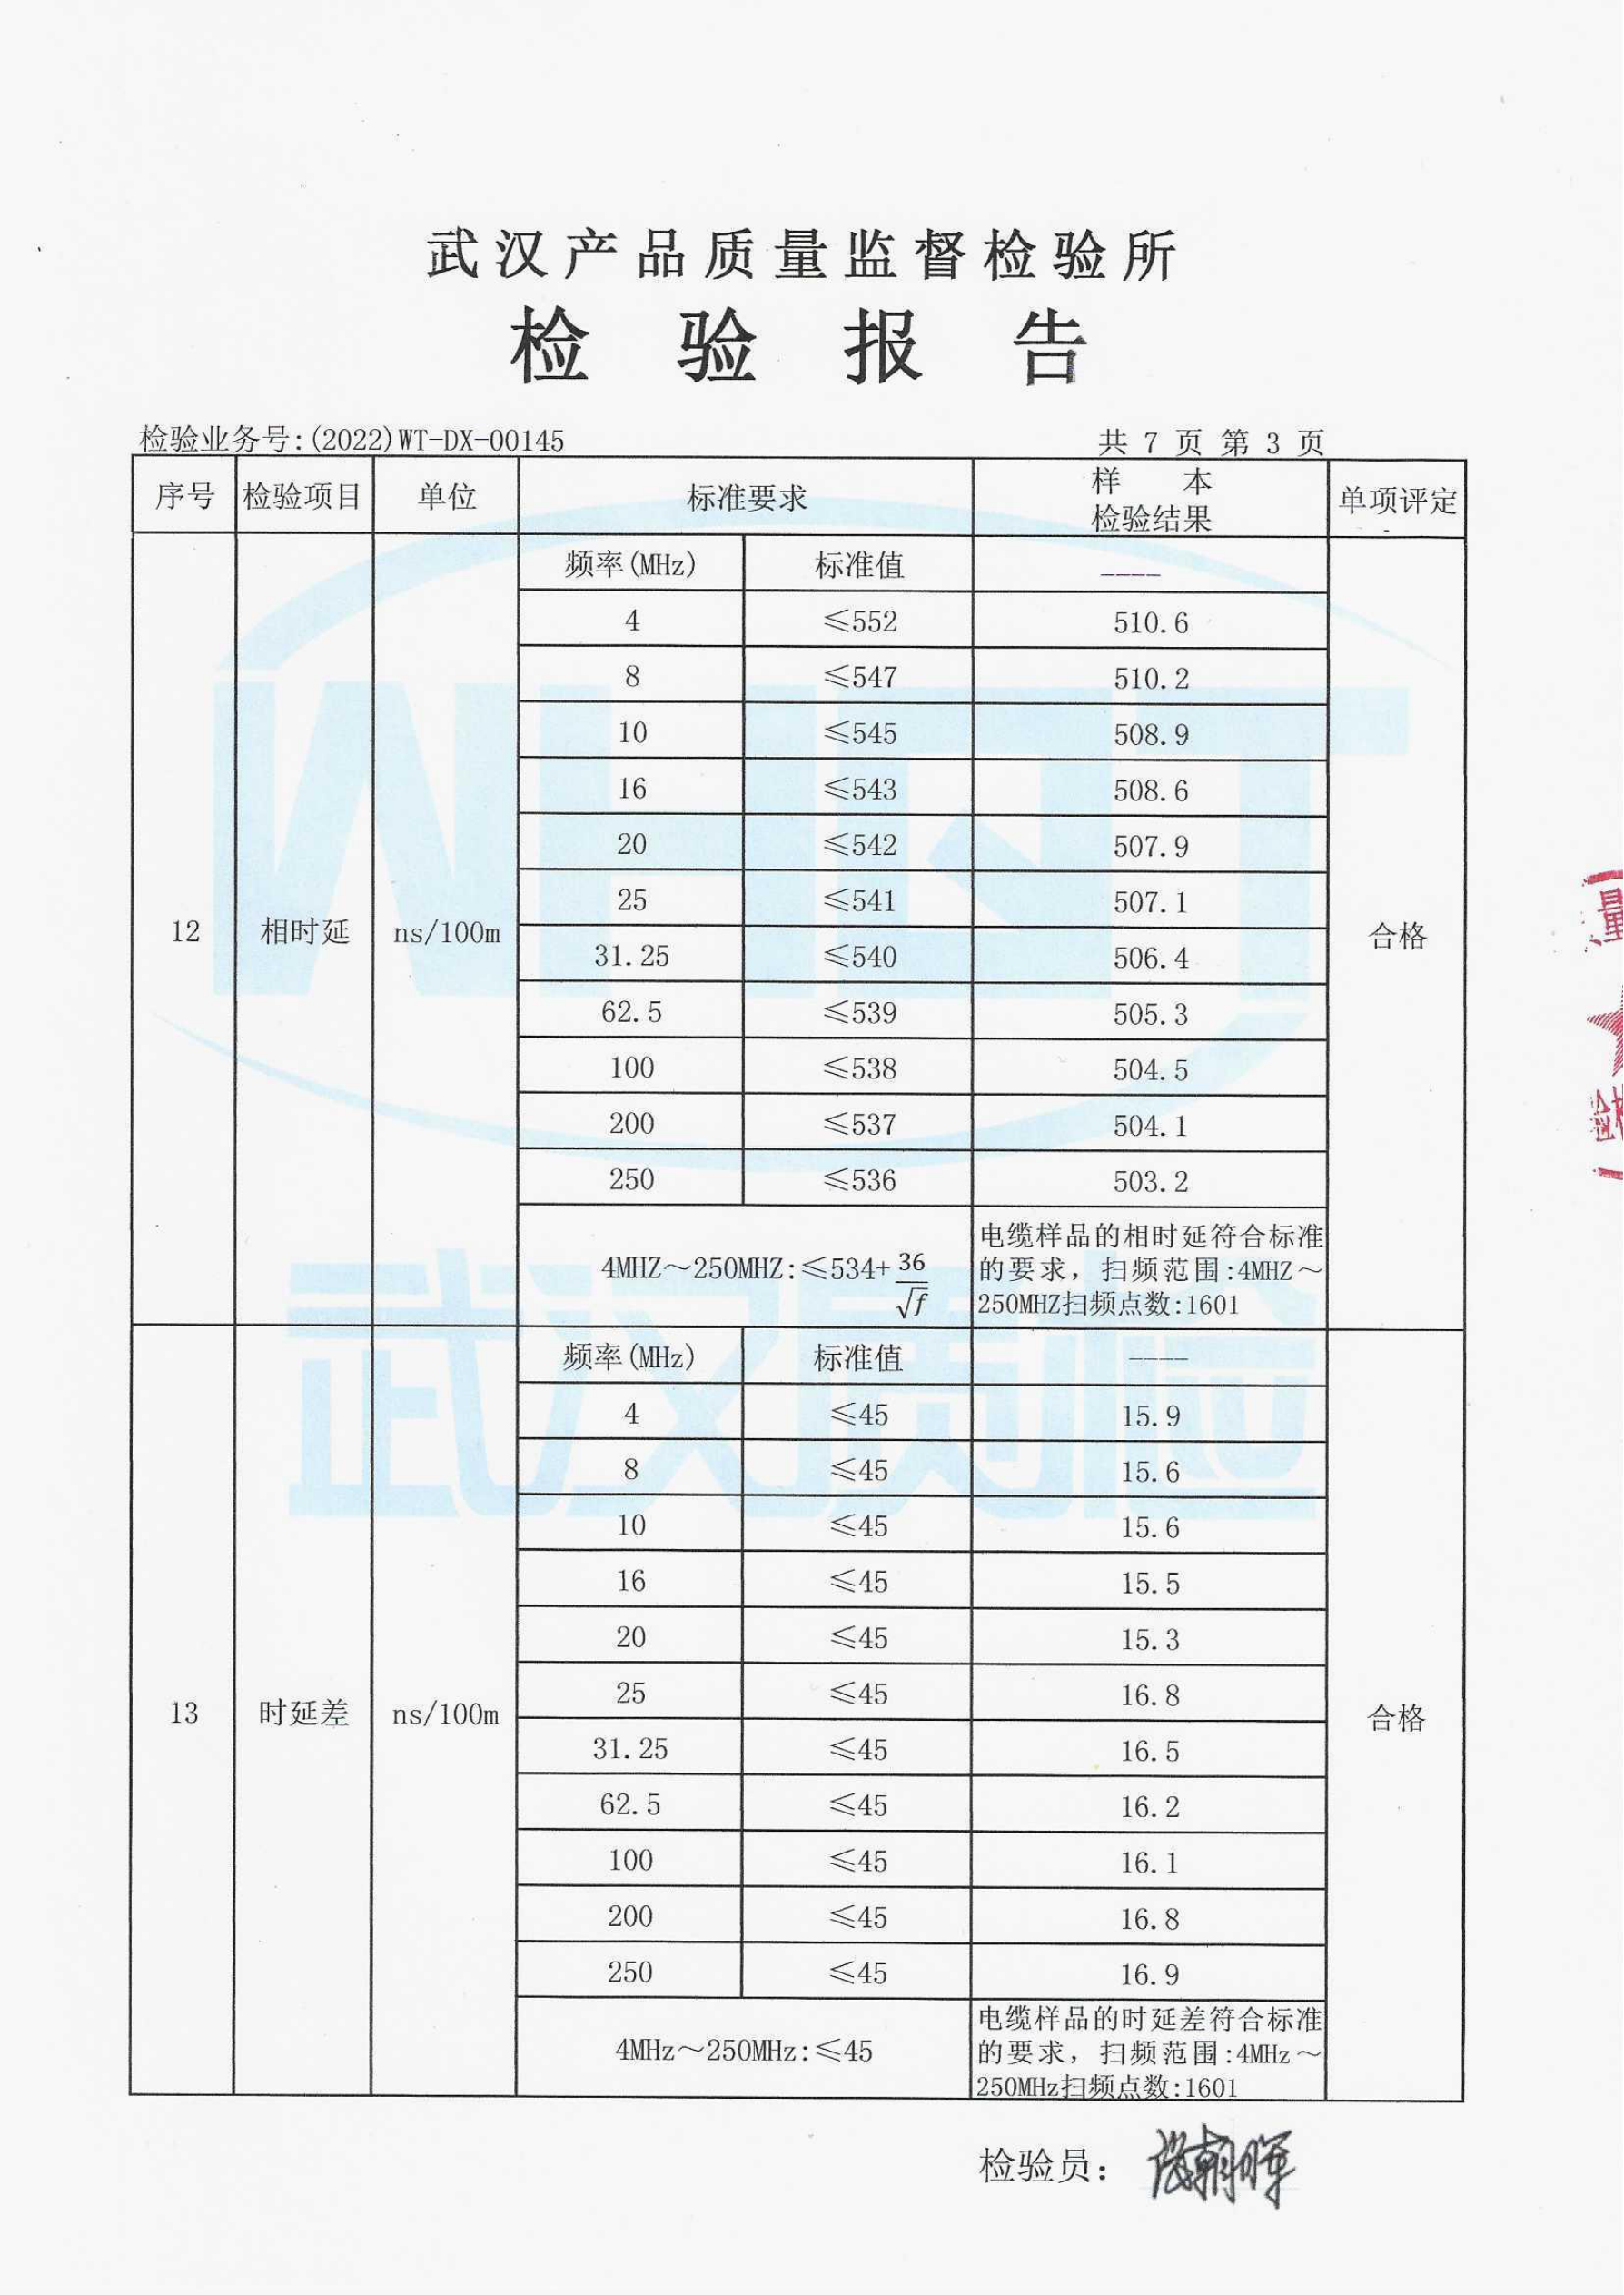 武汉产品质量监督检验所
检验报告
检验业务号:(2022)WT-DX-00145 共 7 页 第 3 页
序号 检验项目 单位 标准要求 样 本 检验结果 单项评定
频率(MHz) 标准值 ----
4 ≤552 510.6
8 ≤547 510.2
10 ≤545 508.9
16 ≤543 508.6
20 ≤542 507.9
25 ≤541 507.1
12 相时延 ns/100m 合格
31.25 ≤540 506.4
62.5 ≤539 505.3
100 ≤538 504.5
200 ≤537 504.1
250 ≤536 503.2
4MHZ~250MHZ:≤534+36/√f
电缆样品的相时延符合标准
的要求，扫频范围:4MHZ~
250MHZ扫频点数:1601
频率(MHz) 标准值 ----
4 ≤45 15.9
8 ≤45 15.6
10 ≤45 15.6
16 ≤45 15.5
20 ≤45 15.3
25 ≤45 16.8
13 时延差 ns/100m 合格
31.25 ≤45 16.5
62.5 ≤45 16.2
100 ≤45 16.1
200 ≤45 16.8
250 ≤45 16.9
4MHz~250MHz:≤45
电缆样品的时延差符合标准
的要求，扫频范围:4MHz~
250MHz扫频点数:1601
检验员：
武汉质检
量
验检